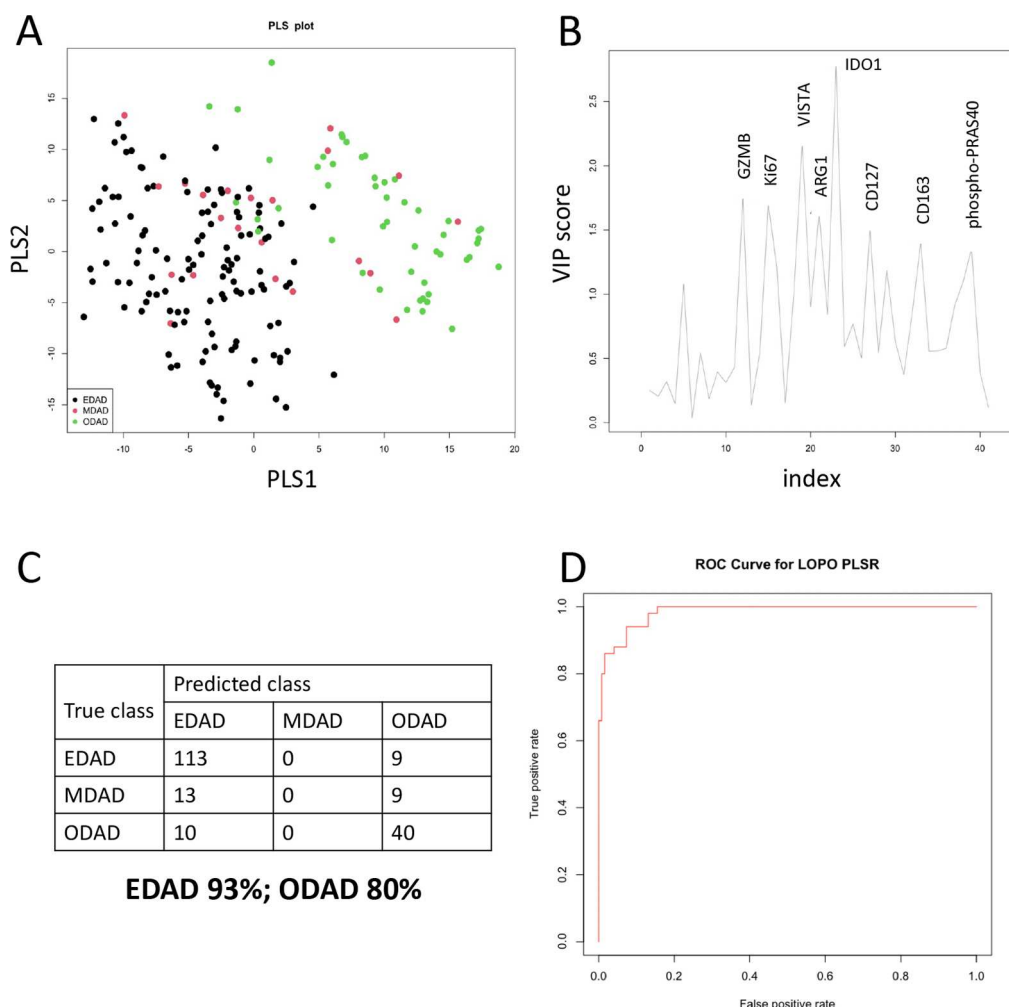 A
PLS plot
PLS2
15
10
5
0
-5
-10
-15
EDAD
MDAD
ODAD
-10
-5
0
5
10
15
20
PLS1
B
VIP score
2.5
2.0
1.5
1.0
0.5
0.0
GZMB
Ki67
VISTA
ARG1
IDO1
CD127
CD163
phospho-PRAS40
0
10
20
30
40
index
C
True class
Predicted class
EDAD
MDAD
ODAD
EDAD
113
0
9
MDAD
13
0
9
ODAD
10
0
40
EDAD 93%; ODAD 80%
D
ROC Curve for LOPO PLSR
True positive rate
1.0
0.8
0.6
0.4
0.2
0.0
0.0
0.2
0.4
0.6
0.8
1.0
False positive rate